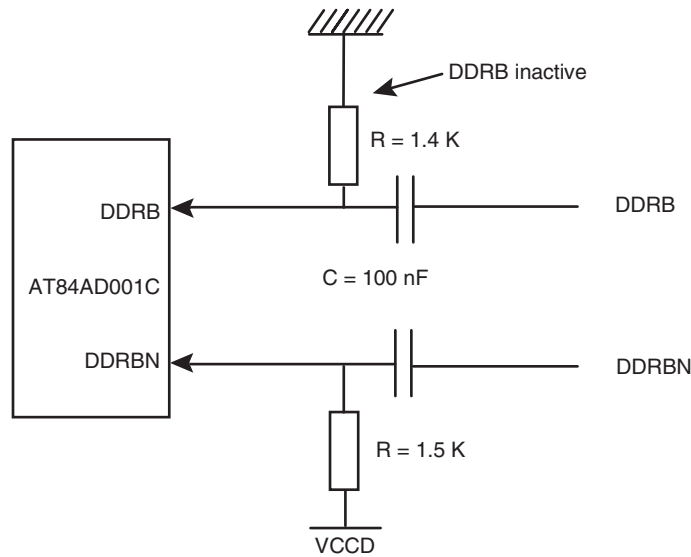 DDRB inactive
R = 1.4 K
DDRB
DDRB
AT84AD001C
C = 100 nF
DDRBN
DDRBN
R = 1.5 K
VCCD